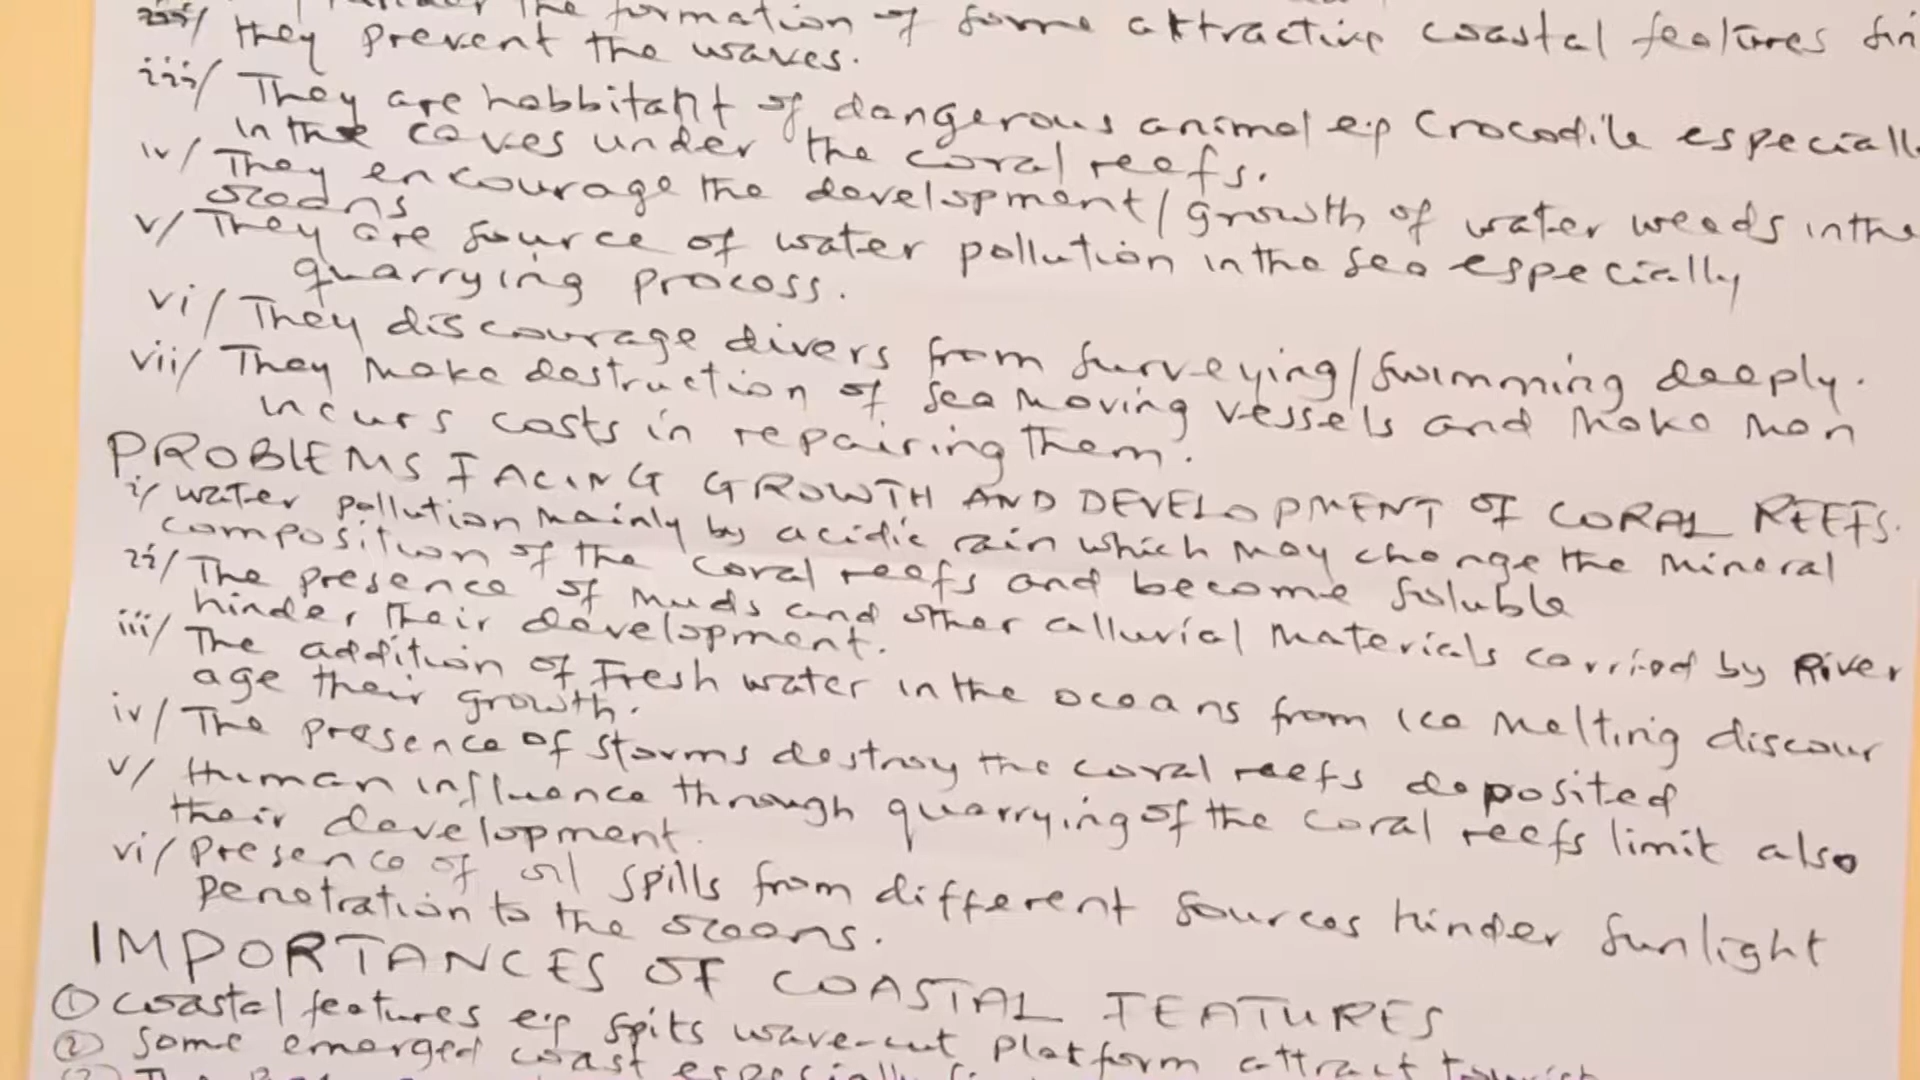 the formation of some attractive coastal features
they prevent the waves.
iii/ They are habbitant of dangerous animal eg crocodile especiall
in the caves under the coral reefs.
iv/ They encourage the development/growth of water weeds in the
oceans
v/ They are source of water pollution in the sea especially
quarrying process.
vi/ They discourage divers from surveying/swimming deeply.
vii/ They make destruction of sea moving vessels and make man
incurs costs in repairing them.
PROBLEMS FACING GROWTH AND DEVELOPMENT OF CORAL REEFS.
i/ water pollution mainly by acidic rain which may change the mineral
composition of the coral reefs and become soluble
ii/ The presence of muds and other alluvial materials carried by River
hinder their development.
iii/ The addition of Fresh water in the oceans from ice melting discour
age their growth.
iv/ The presence of storms destroy the coral reefs deposited
v/ Human influence through quarrying of the coral reefs limit also
their development.
vi/ Presence of oil spills from different sources hinder sunlight
penetration to the oceans.
IMPORTANCES OF COASTAL FEATURES
① coastal features eg spits wave-cut platform attract
② some emerged coast especially